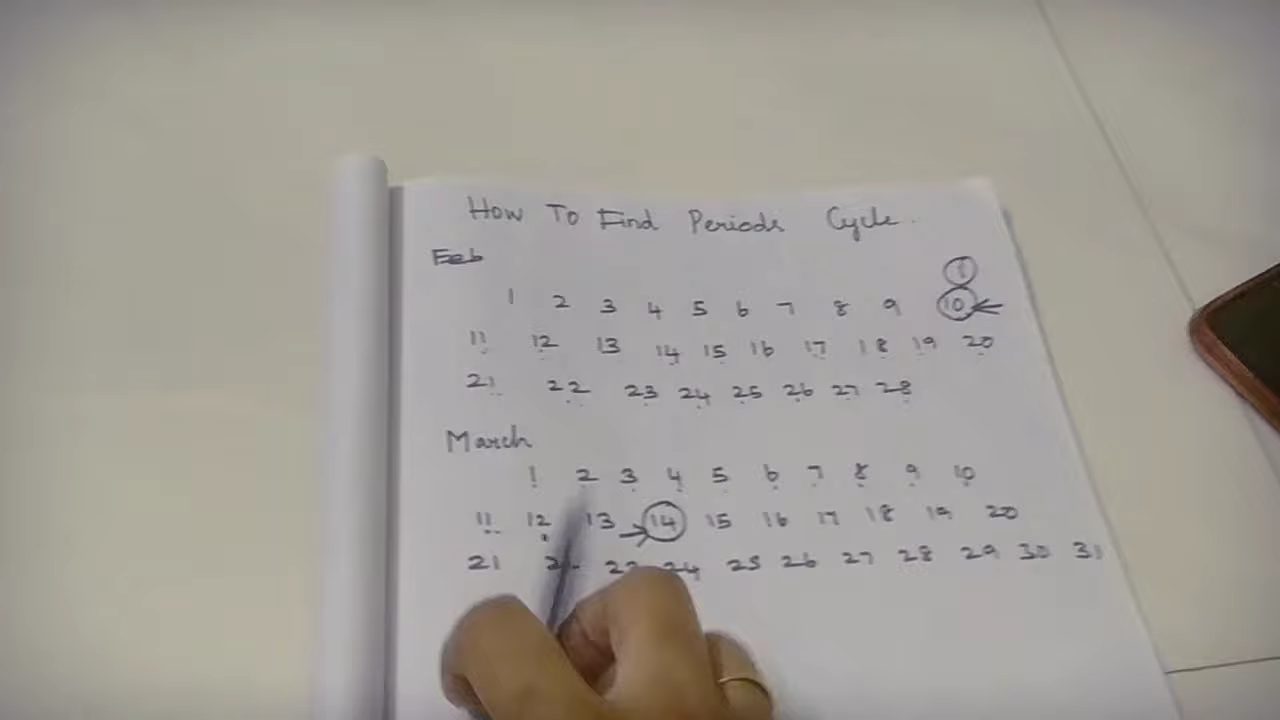 How To Find Periods Cycle.
Feb
1
1 2 3 4 5 6 7 8 9 10
11 12 13 14 15 16 17 18 19 20
21 22 23 24 25 26 27 28
March
1 2 3 4 5 6 7 8 9 10
11 12 13 14 15 16 17 18 19 20
21 24 25 26 27 28 29 30 31